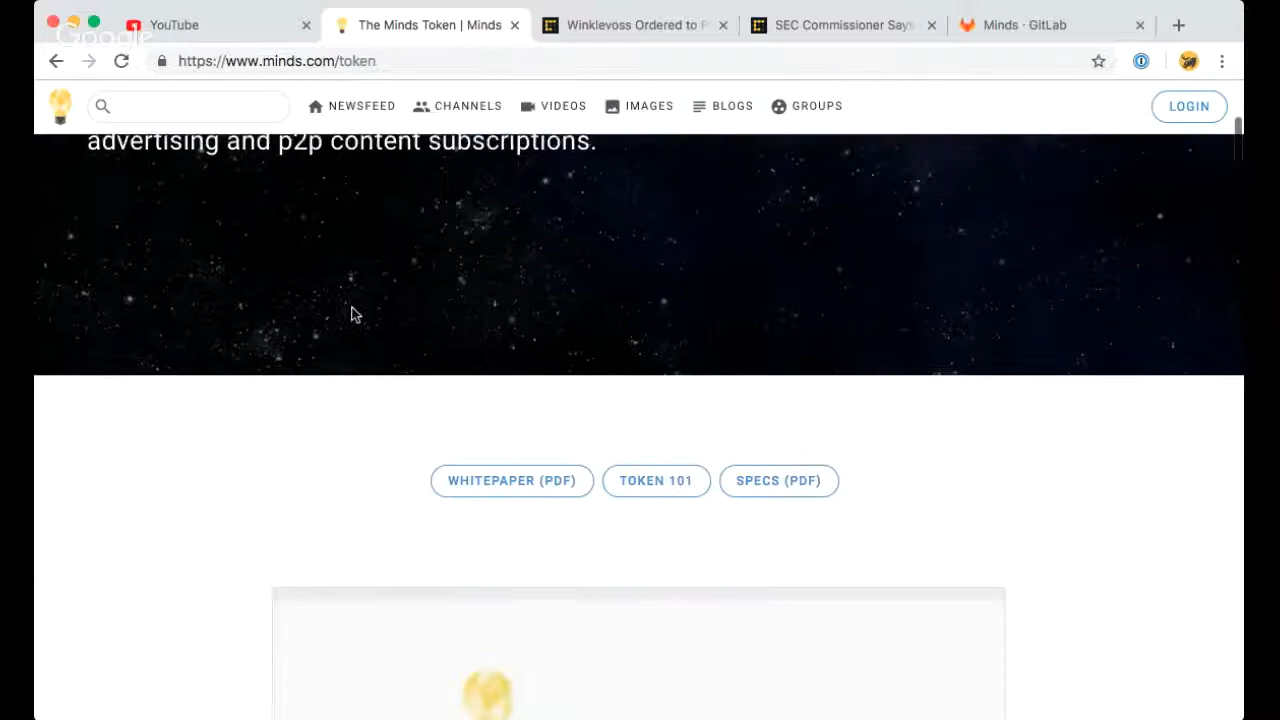 YouTube
The Minds Token | Minds
Winklevoss Ordered to P
SEC Commissioner Says
Minds · GitLab
Google
https://www.minds.com/token
NEWSFEED
CHANNELS
VIDEOS
IMAGES
BLOGS
GROUPS
LOGIN
advertising and p2p content subscriptions.
WHITEPAPER (PDF)
TOKEN 101
SPECS (PDF)